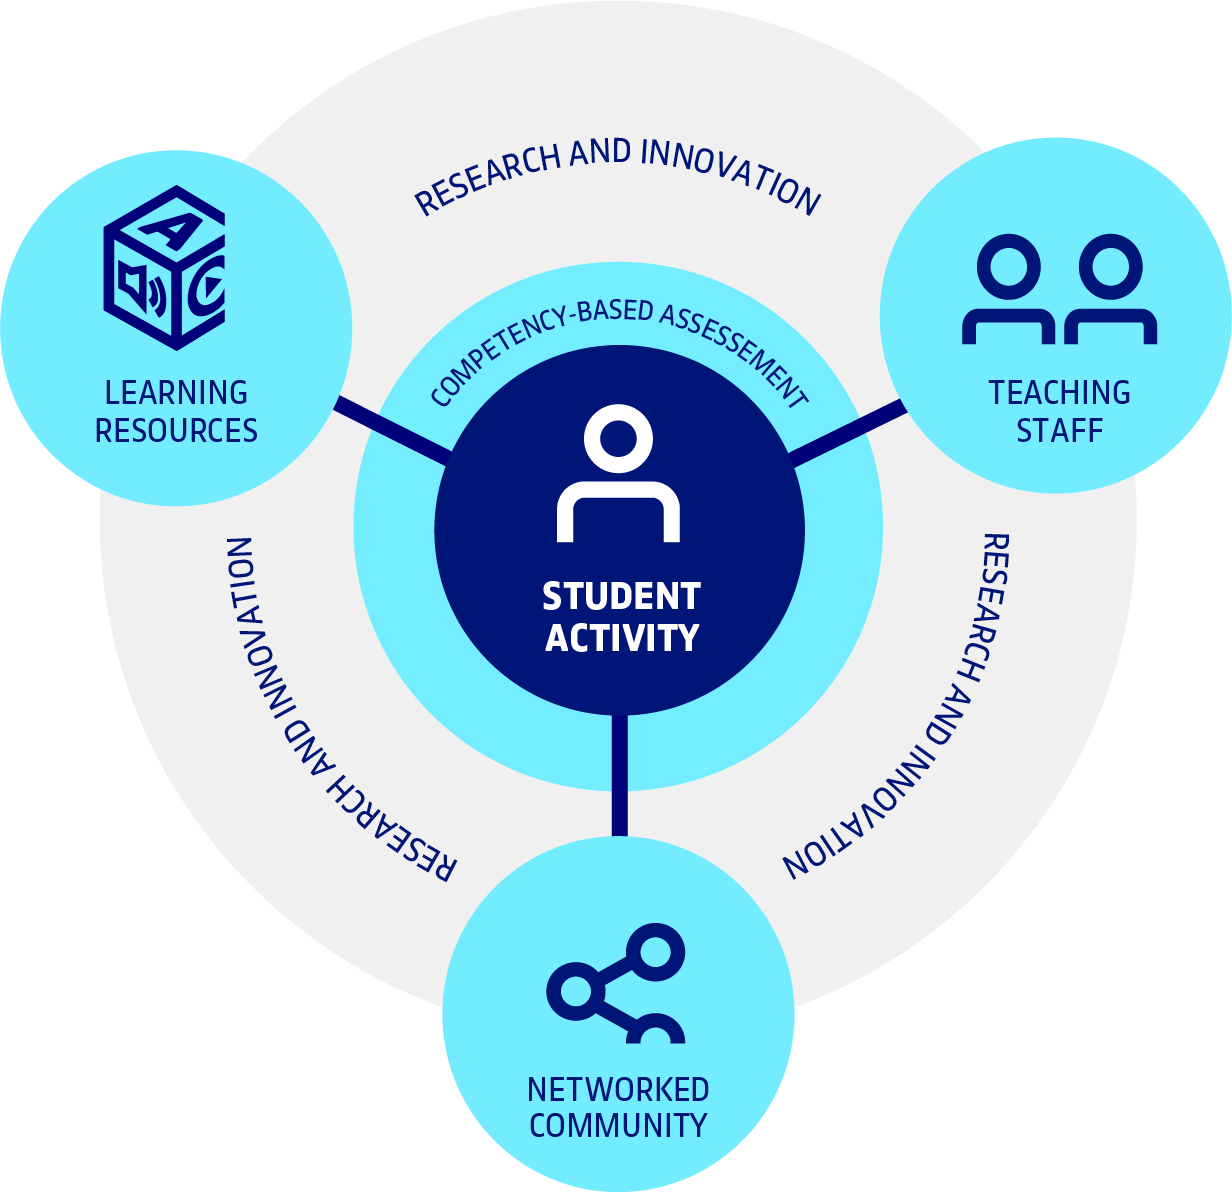 RESEARCH AND INNOVATION
LEARNING
RESOURCES
A
TEACHING
STAFF
COMPETENCY-BASED ASSESSEMENT
STUDENT
ACTIVITY
RESEARCH AND INNOVATION
RESEARCH AND INNOVATION
NETWORKED
COMMUNITY